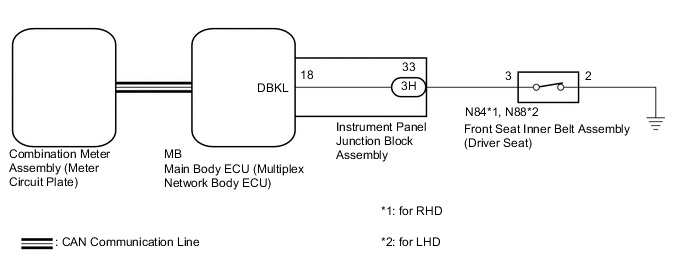 33
18
DBKL
3H
3
2
N84*1, N88*2
Front Seat Inner Belt Assembly
(Driver Seat)
Instrument Panel
Junction Block
Assembly
Combination Meter
Assembly (Meter
Circuit Plate)
MB
Main Body ECU (Multiplex
Network Body ECU)
*1: for RHD
: CAN Communication Line
*2: for LHD